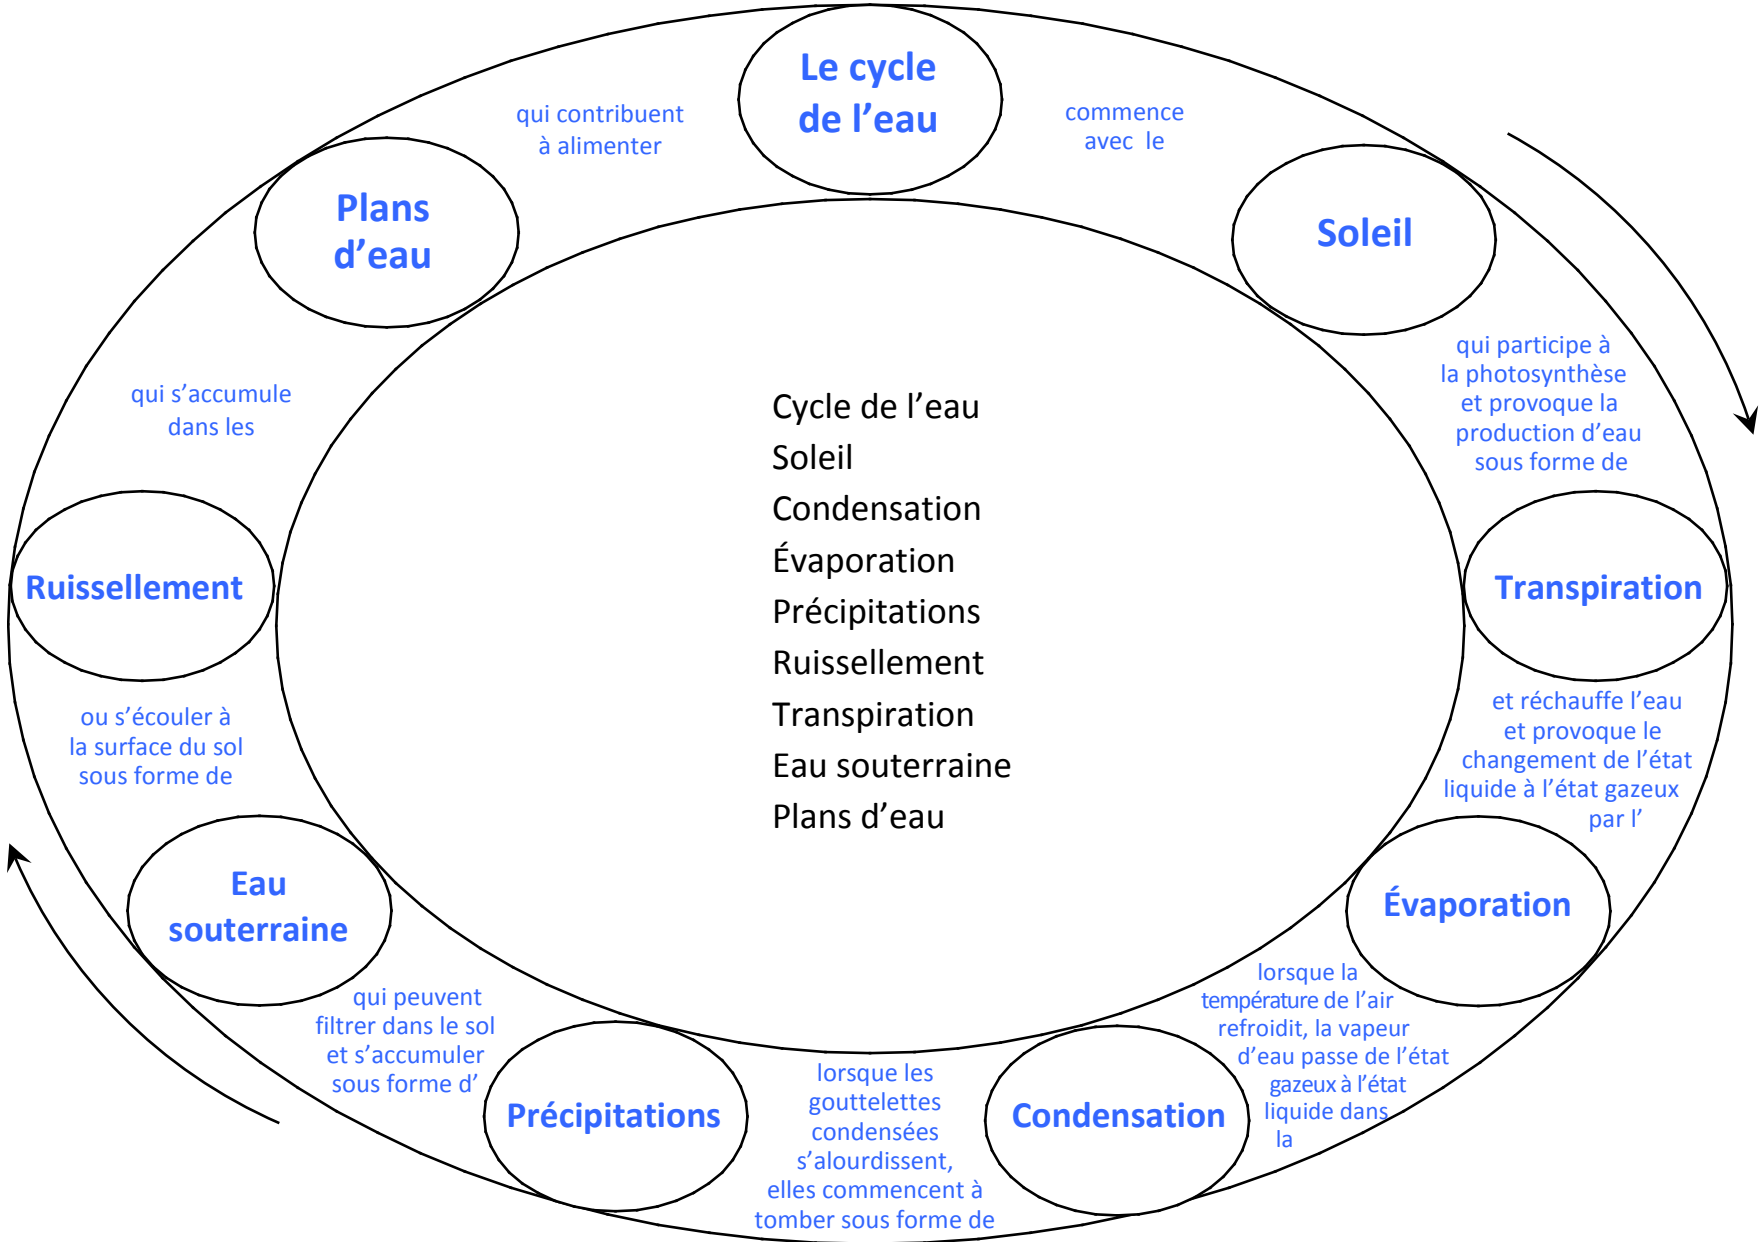 Le cycle
de l’eau
commence
avec le
Soleil
qui participe à
la photosynthèse
et provoque la
production d’eau
sous forme de
Transpiration
et réchauffe l’eau
et provoque le
changement de l’état
liquide à l’état gazeux
par l’
Évaporation
lorsque la
température de l’air
refroidit, la vapeur
d’eau passe de l’état
gazeux à l’état
liquide dans
la
Condensation
lorsque les
gouttelettes
condensées
s’alourdissent,
elles commencent à
tomber sous forme de
Précipitations
qui peuvent
filtrer dans le sol
et s’accumuler
sous forme d’
Eau
souterraine
ou s’écouler à
la surface du sol
sous forme de
Ruissellement
qui s’accumule
dans les
Plans
d’eau
qui contribuent
à alimenter
Cycle de l’eau
Soleil
Condensation
Évaporation
Précipitations
Ruissellement
Transpiration
Eau souterraine
Plans d’eau